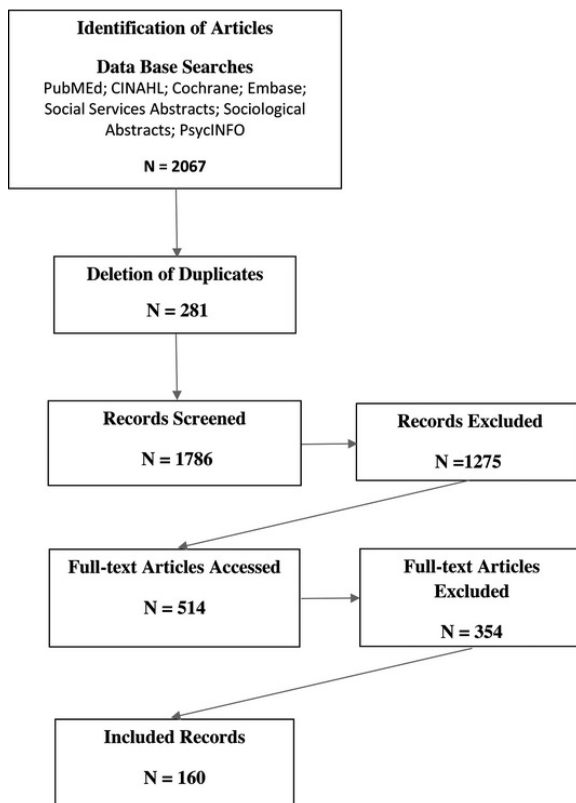 Identification of Articles
Data Base Searches
PubMEd; CINAHL; Cochrane; Embase;
Social Services Abstracts; Sociological
Abstracts; PsycINFO
N = 2067
Deletion of Duplicates
N = 281
Records Screened
N = 1786
Records Excluded
N =1275
Full-text Articles Accessed
N = 514
Full-text Articles
Excluded
N = 354
Included Records
N = 160